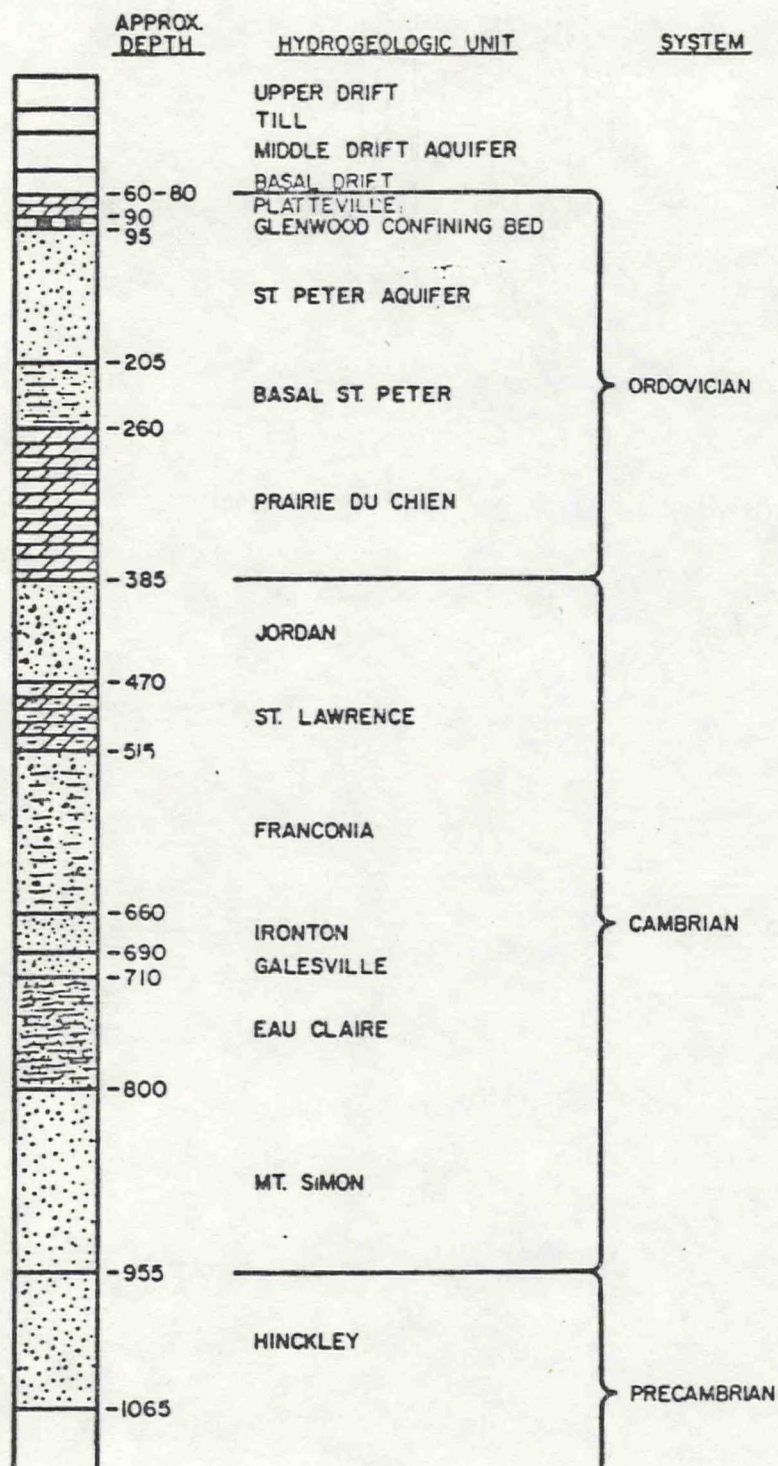 APPROX.
DEPTH HYDROGEOLOGIC UNIT SYSTEM
UPPER DRIFT
TILL
MIDDLE DRIFT AQUIFER
BASAL DRIFT
-60-80
PLATTEVILLE
-90
GLENWOOD CONFINING BED
-95
ST. PETER AQUIFER
-205
BASAL ST. PETER ORDOVICIAN
-260
PRAIRIE DU CHIEN
-385
JORDAN
-470
ST. LAWRENCE
-515
FRANCONIA
-660
IRONTON CAMBRIAN
-690
GALESVILLE
-710
EAU CLAIRE
-800
MT. SIMON
-955
HINCKLEY
PRECAMBRIAN
-1065